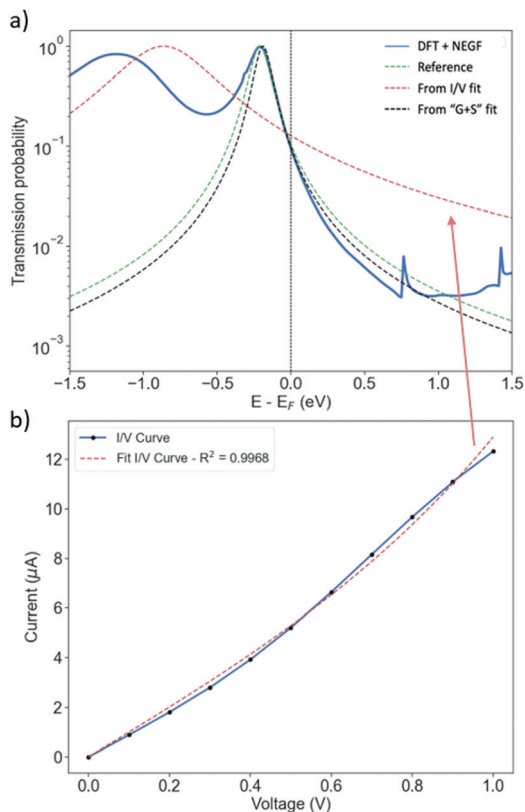 a)
DFT + NEGF
Reference
From I/V fit
From “G+S” fit
Transmission probability
10⁰
10⁻¹
10⁻²
10⁻³
−1.5 −1.0 −0.5 0.0 0.5 1.0 1.5
E - E_F (eV)
b)
I/V Curve
Fit I/V Curve - R² = 0.9968
Current (μA)
12
10
8
6
4
2
0
0.0 0.2 0.4 0.6 0.8 1.0
Voltage (V)